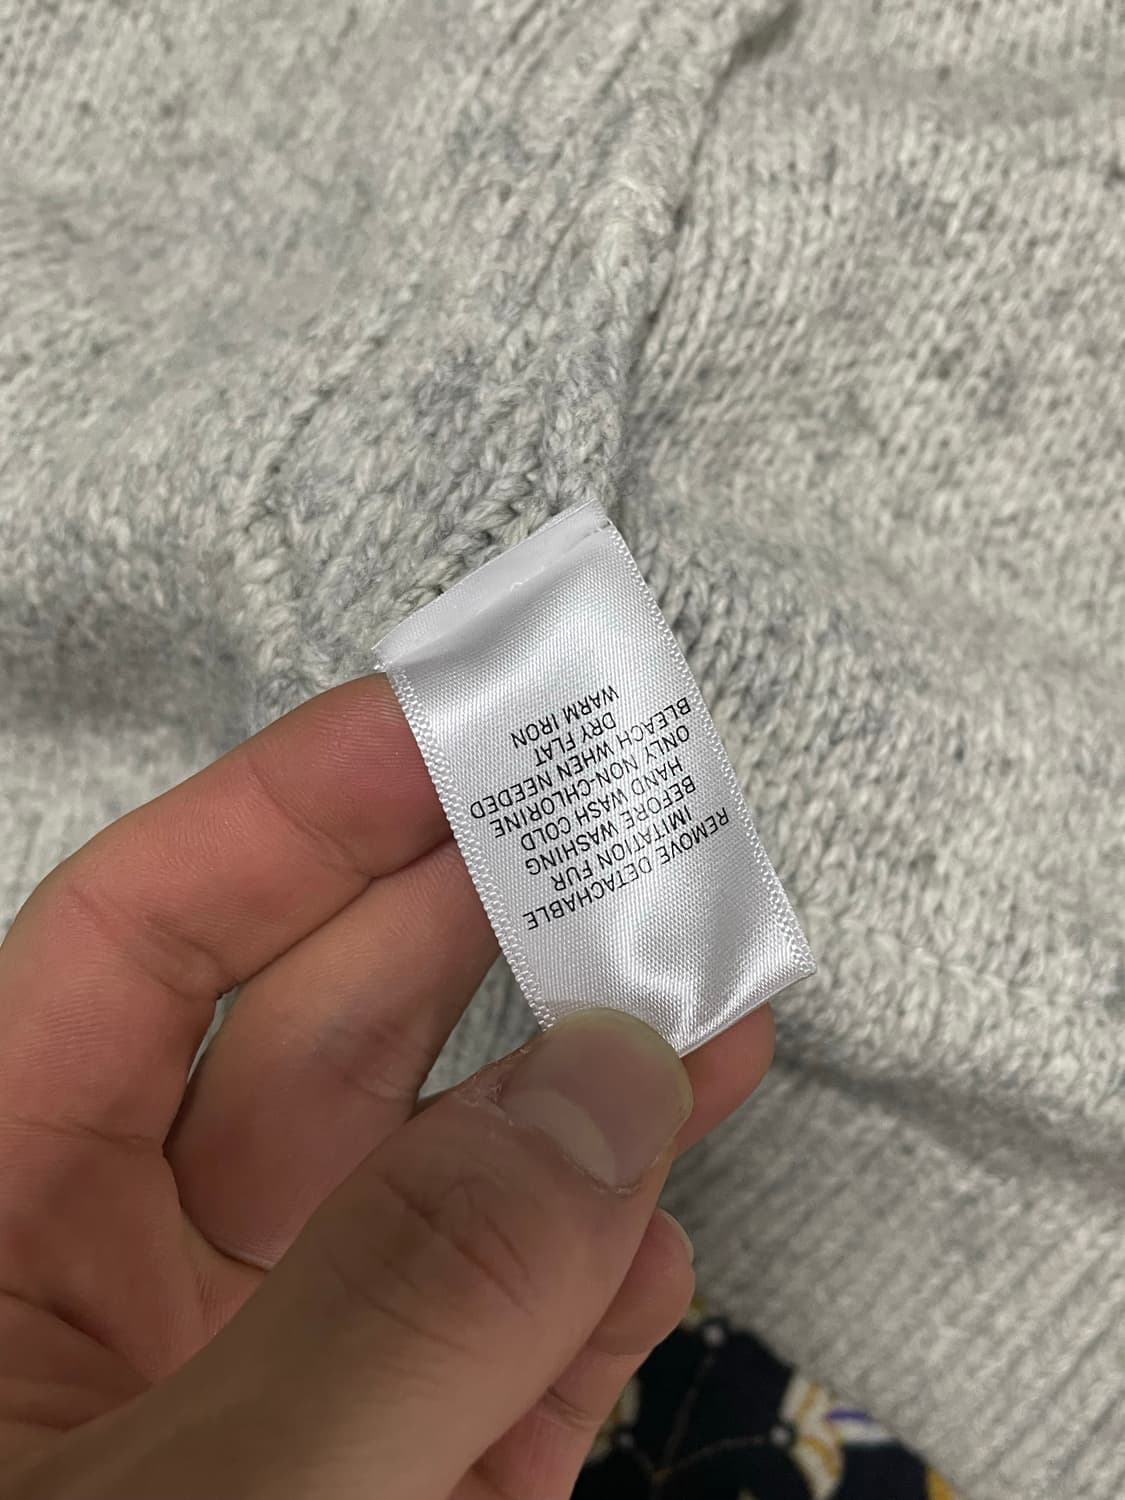 REMOVE DETACHABLE
IMITATION FUR
BEFORE WASHING
HAND WASH COLD
ONLY NON-CHLORINE
BLEACH WHEN NEEDED
DRY FLAT
WARM IRON